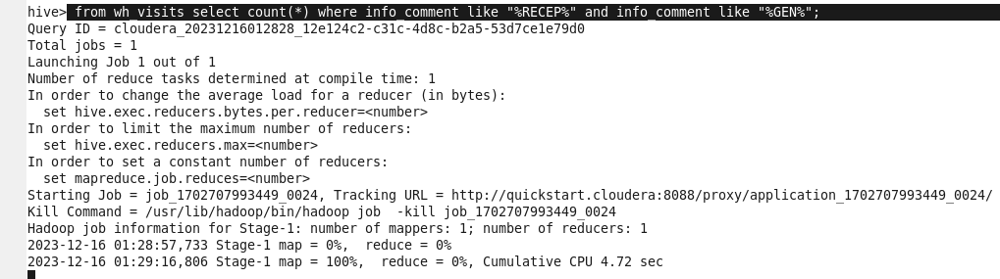 hive> from wh_visits select count(*) where info_comment like "%RECEP%" and info_comment like "%GEN%";
Query ID = cloudera_20231216012828_12e124c2-c31c-4d8c-b2a5-53d7ce1e79d0
Total jobs = 1
Launching Job 1 out of 1
Number of reduce tasks determined at compile time: 1
In order to change the average load for a reducer (in bytes):
  set hive.exec.reducers.bytes.per.reducer=<number>
In order to limit the maximum number of reducers:
  set hive.exec.reducers.max=<number>
In order to set a constant number of reducers:
  set mapreduce.job.reduces=<number>
Starting Job = job_1702707993449_0024, Tracking URL = http://quickstart.cloudera:8088/proxy/application_1702707993449_0024/
Kill Command = /usr/lib/hadoop/bin/hadoop job  -kill job_1702707993449_0024
Hadoop job information for Stage-1: number of mappers: 1; number of reducers: 1
2023-12-16 01:28:57,733 Stage-1 map = 0%,  reduce = 0%
2023-12-16 01:29:16,806 Stage-1 map = 100%,  reduce = 0%, Cumulative CPU 4.72 sec